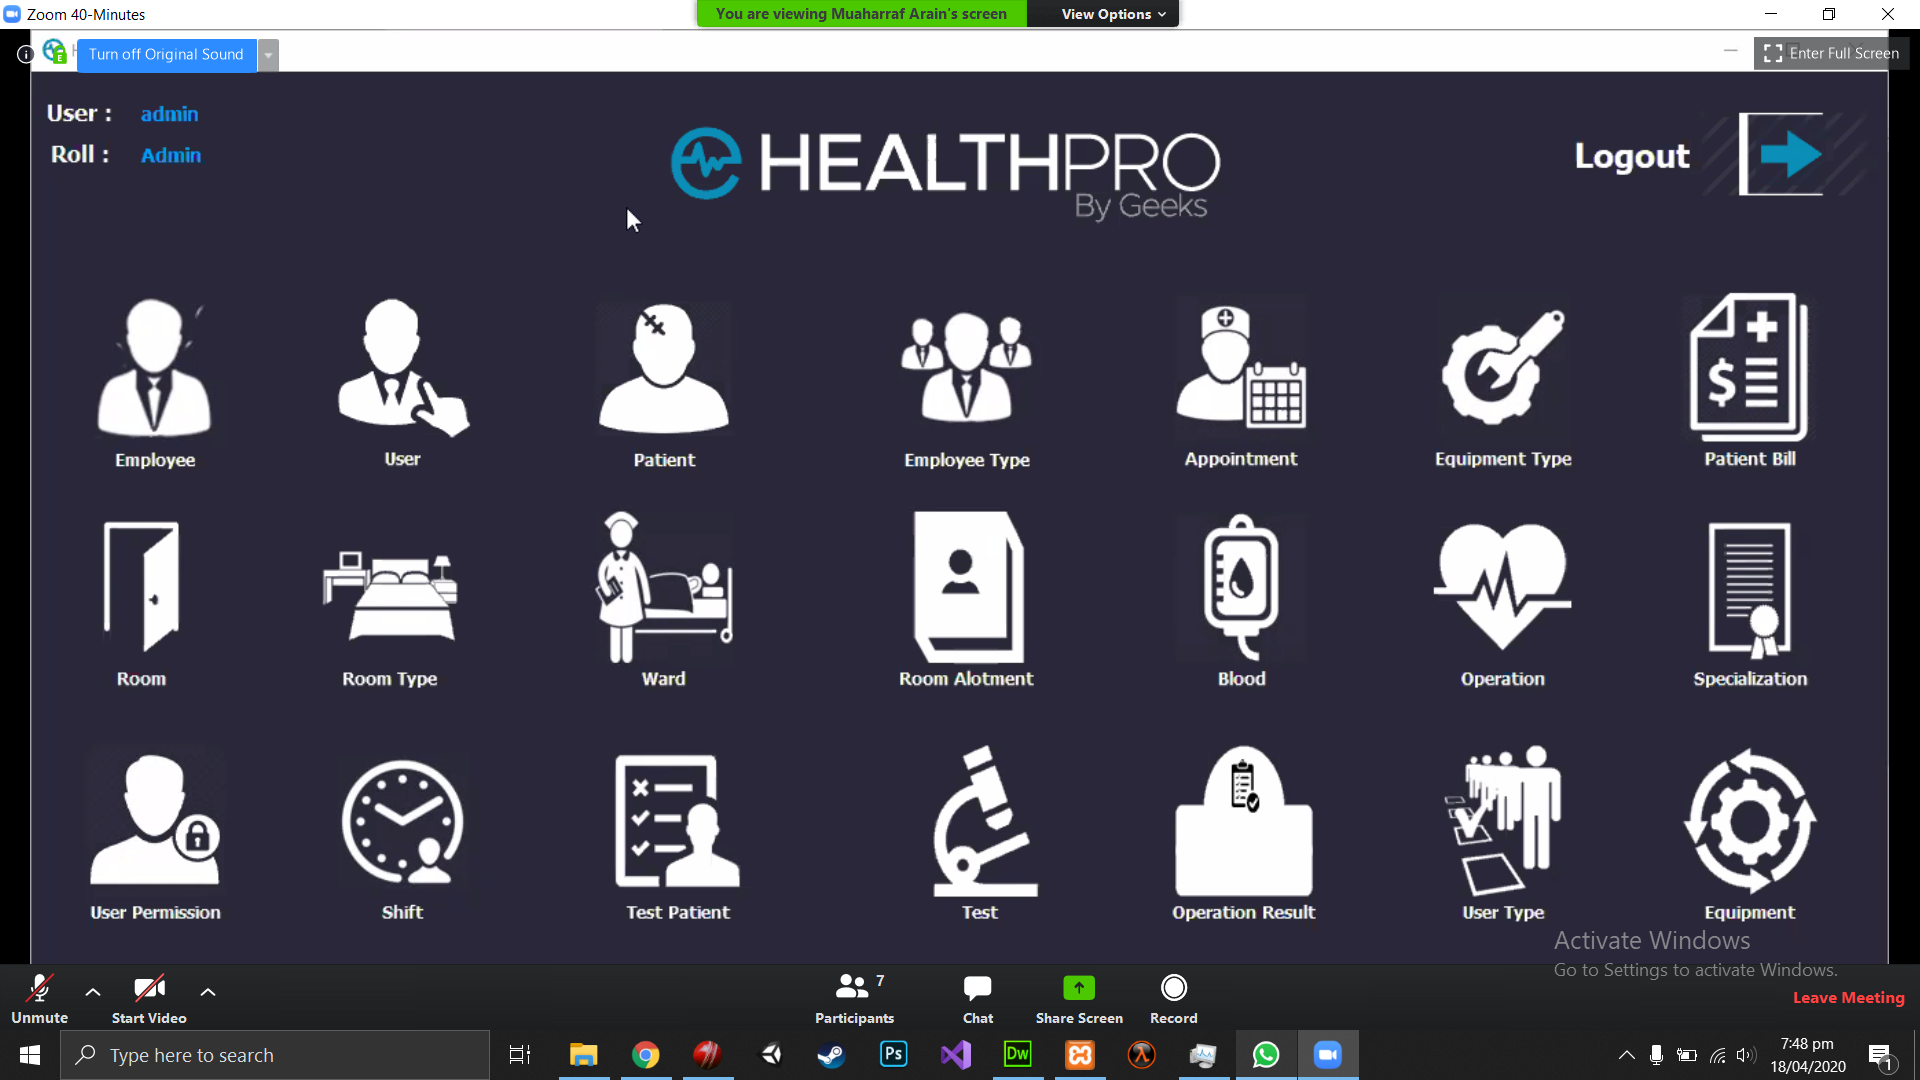 Zoom 40-Minutes
You are viewing Muaharraf Arain's screen
View Options
Turn off Original Sound
Enter Full Screen
User : admin
Roll : Admin
HEALTHPRO
By Geeks
Logout
Employee
User
Patient
Employee Type
Appointment
Equipment Type
Patient Bill
Room
Room Type
Ward
Room Alotment
Blood
Operation
Specialization
User Permission
Shift
Test Patient
Test
Operation Result
User Type
Equipment
Activate Windows
Go to Settings to activate Windows.
Unmute
Start Video
7
Participants
Chat
Share Screen
Record
Leave Meeting
Type here to search
Ps
Dw
7:48 pm
18/04/2020
1